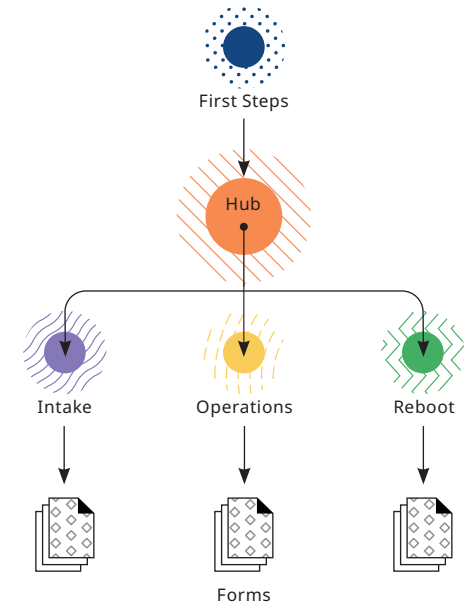 First Steps
Hub
Intake
Operations
Reboot
Forms